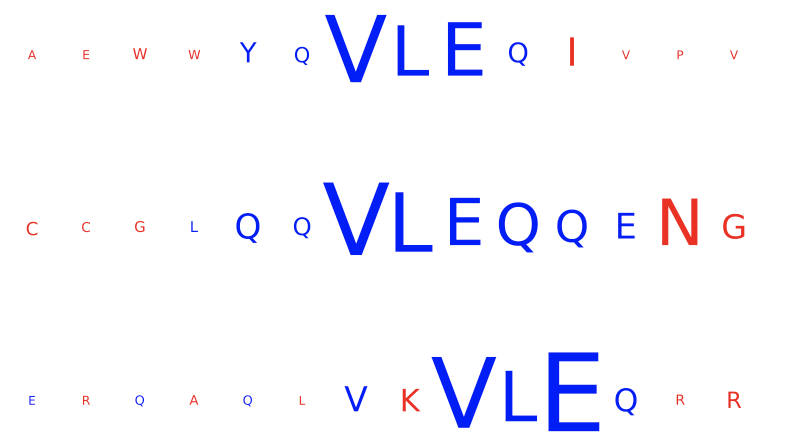 A E W W Y Q V L E Q I V P V
C C G L Q Q V L E Q Q E N G
E R Q A Q L V K V L E Q R R